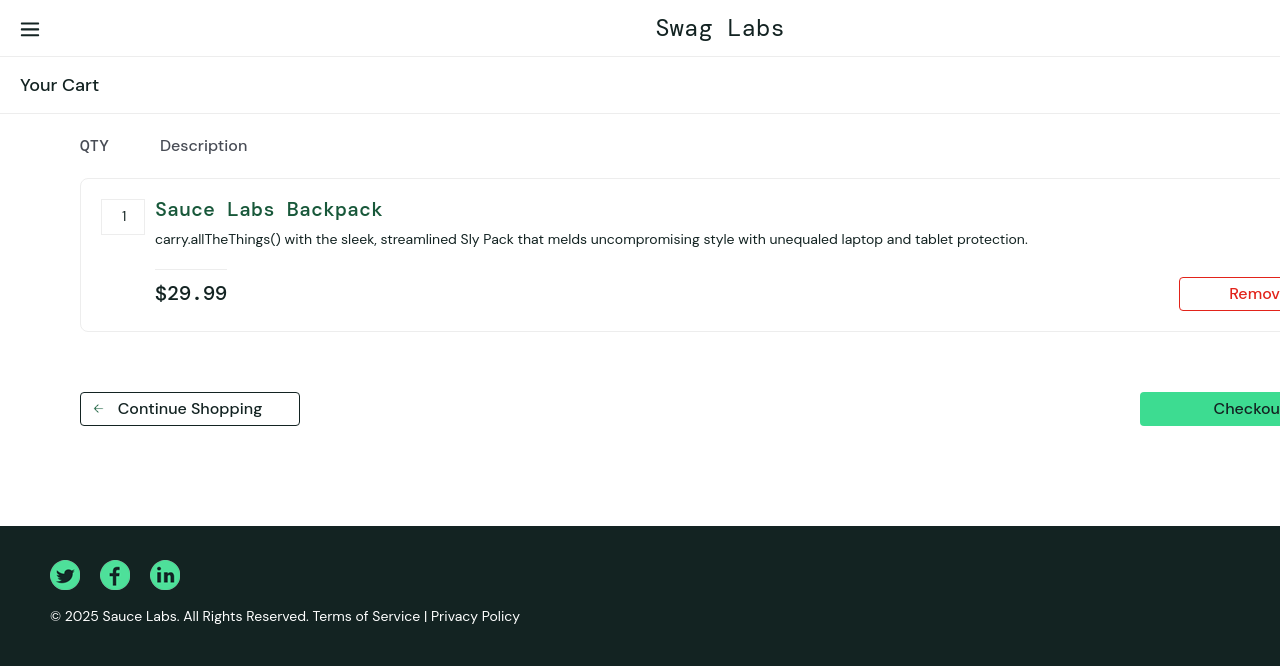 Swag Labs
Your Cart
QTY Description
1 Sauce Labs Backpack
carry.allTheThings() with the sleek, streamlined Sly Pack that melds uncompromising style with unequaled laptop and tablet protection.
$29.99 Remov
← Continue Shopping Checkou
© 2025 Sauce Labs. All Rights Reserved. Terms of Service | Privacy Policy